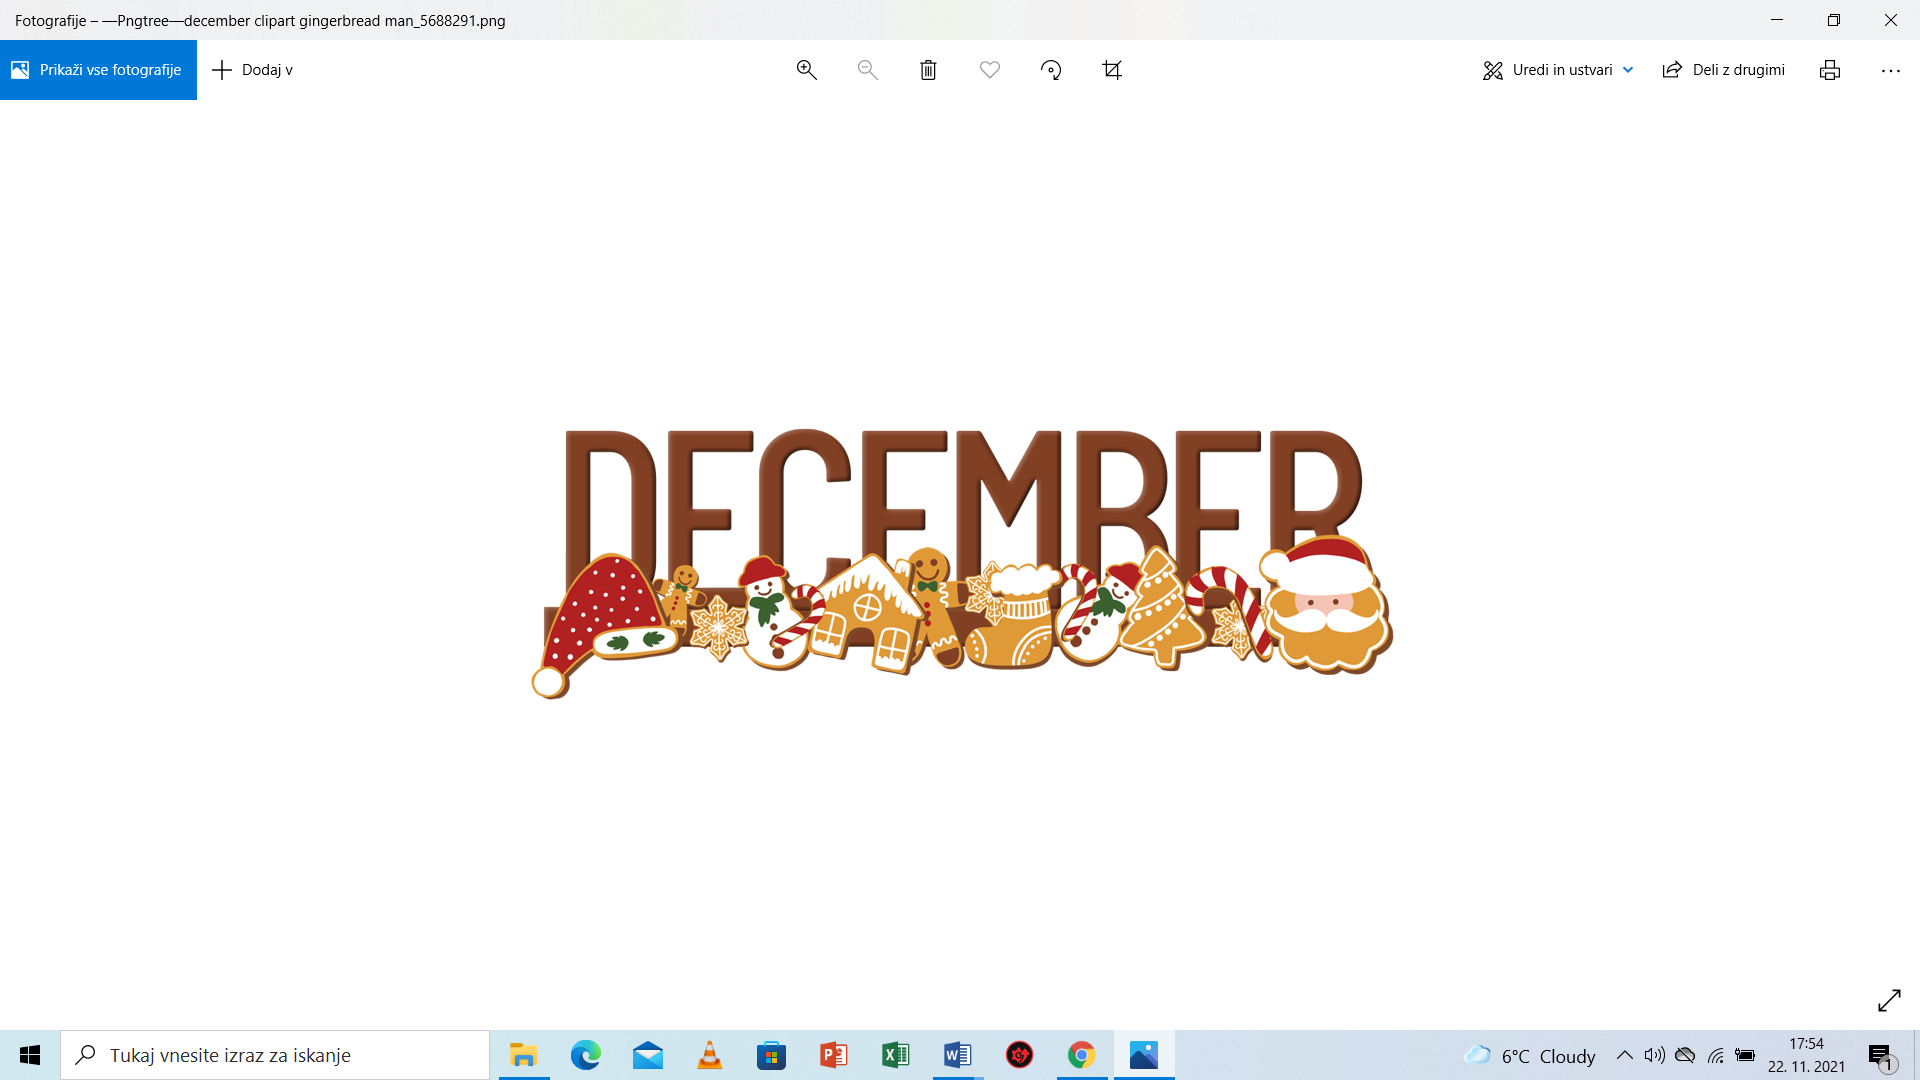 Fotografije – —Pngtree—december clipart gingerbread man_5688291.png
Prikaži vse fotografije
Dodaj v
Uredi in ustvari
Deli z drugimi
DECEMBER
Tukaj vnesite izraz za iskanje
6°C Cloudy
17:54
22. 11. 2021
1